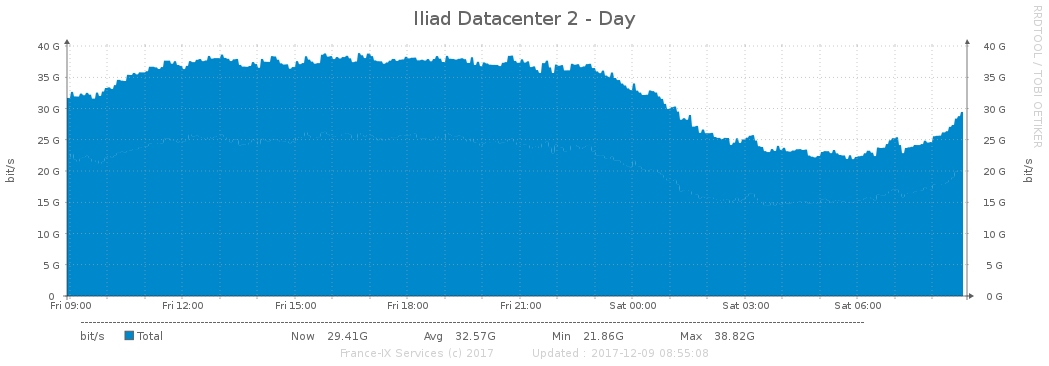 Iliad Datacenter 2 - Day
RRDTOOL / TOBI OETIKER
bit/s
bit/s
40 G 40 G
35 G 35 G
30 G 30 G
25 G 25 G
20 G 20 G
15 G 15 G
10 G 10 G
5 G 5 G
0 0 G
Fri 09:00 Fri 12:00 Fri 15:00 Fri 18:00 Fri 21:00 Sat 00:00 Sat 03:00 Sat 06:00
bit/s Total Now 29.41G Avg 32.57G Min 21.86G Max 38.82G
France-IX Services (c) 2017 Updated : 2017-12-09 08:55:08